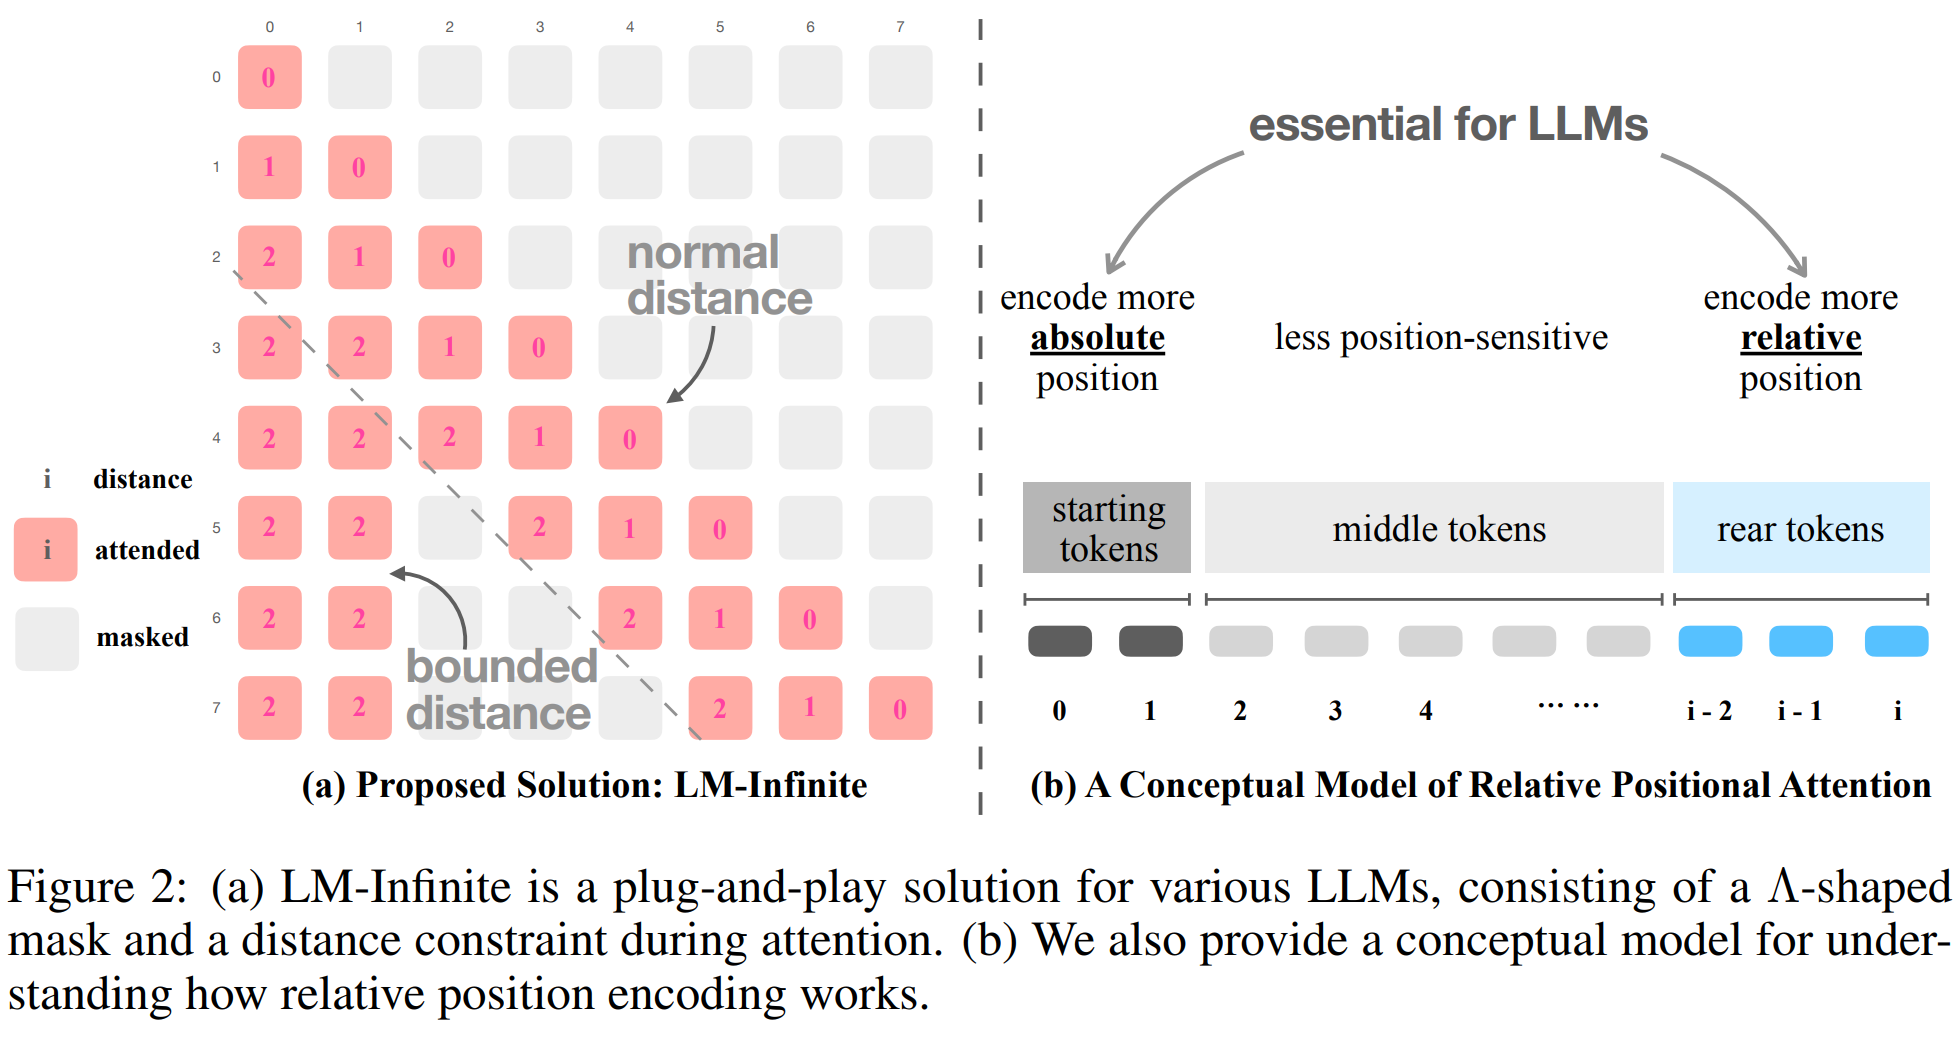 0 1 2 3 4 5 6 7
0 0
1 1 0
2 2 1 0
normal
distance
3 2 2 1 0
4 2 2 2 1 0
i distance
5 2 2 2 1 0
i attended
6 2 2 2 1 0
masked
bounded
distance
7 2 2 2 1 0
(a) Proposed Solution: LM-Infinite
essential for LLMs
encode more
absolute
position
less position-sensitive
encode more
relative
position
starting
tokens
middle tokens
rear tokens
0 1 2 3 4 ... ... i - 2 i - 1 i
(b) A Conceptual Model of Relative Positional Attention
Figure 2: (a) LM-Infinite is a plug-and-play solution for various LLMs, consisting of a Λ-shaped
mask and a distance constraint during attention. (b) We also provide a conceptual model for under-
standing how relative position encoding works.